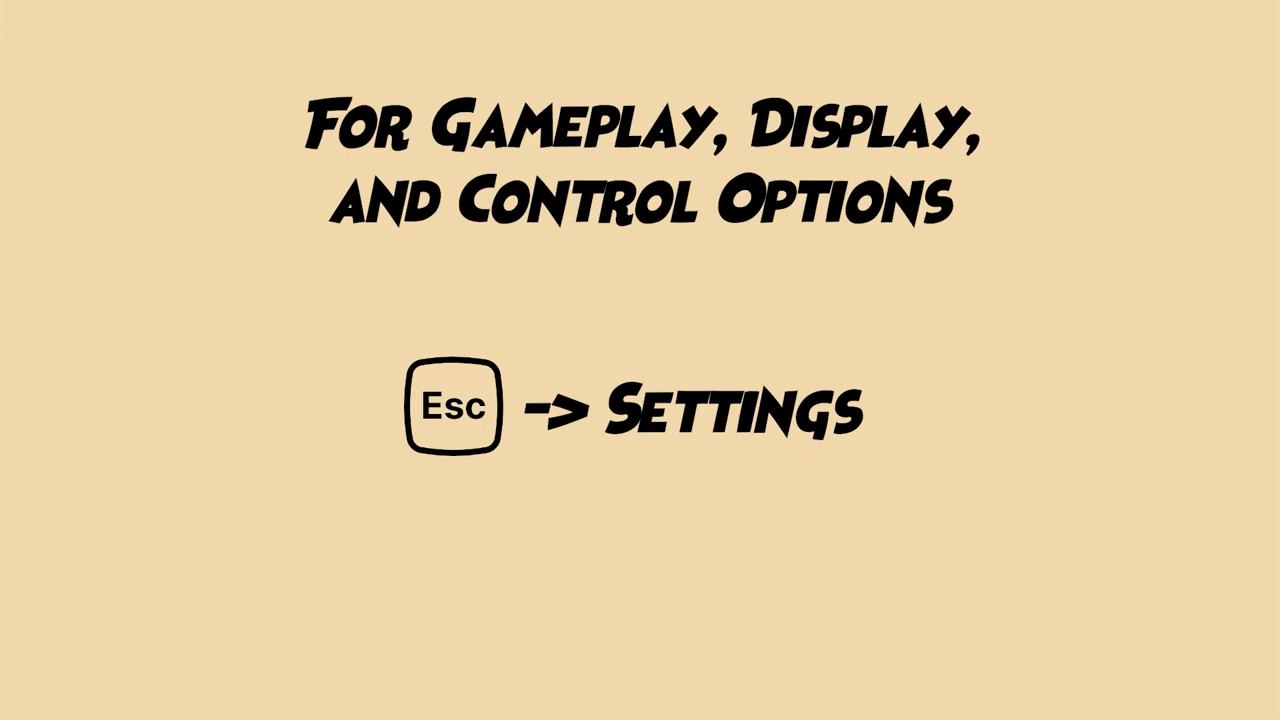 For Gameplay, Display,
and Control Options
Esc -> Settings